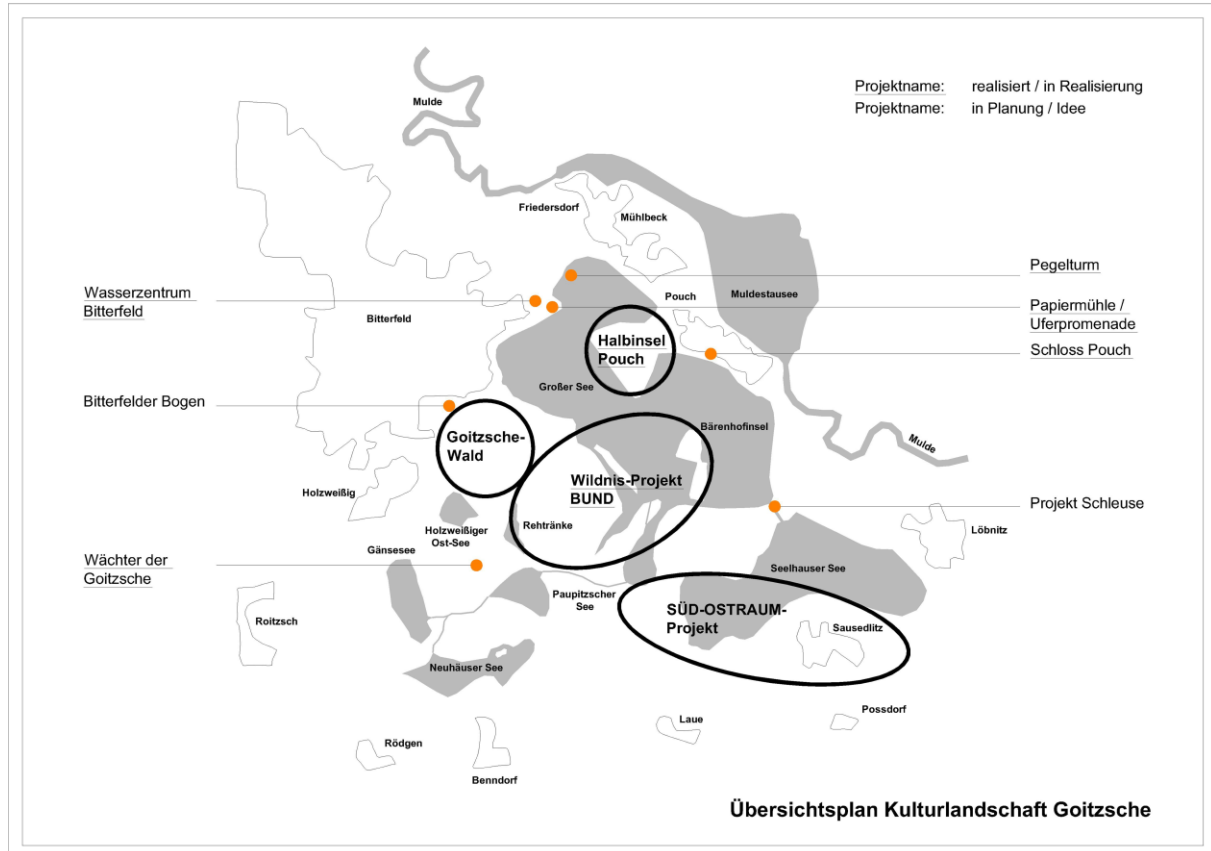 Projektname: realisiert / in Realisierung
Projektname: in Planung / Idee
Mulde
Friedersdorf
Mühlbeck
Pegelturm
Wasserzentrum
Bitterfeld
Pouch
Muldestausee
Papiermühle /
Uferpromenade
Bitterfeld
Halbinsel
Pouch
Schloss Pouch
Großer See
Bitterfelder Bogen
Bärenhofinsel
Goitzsche-
Wald
Mulde
Wildnis-Projekt
BUND
Holzweißig
Projekt Schleuse
Rehtränke
Holzweißiger
Ost-See
Löbnitz
Gänsesee
Wächter der
Goitzsche
Seelhauser See
Paupitzscher
See
SÜD-OSTRAUM-
Projekt
Roitzsch
Sausedlitz
Neuhäuser See
Possdorf
Laue
Rödgen
Benndorf
Übersichtsplan Kulturlandschaft Goitzsche